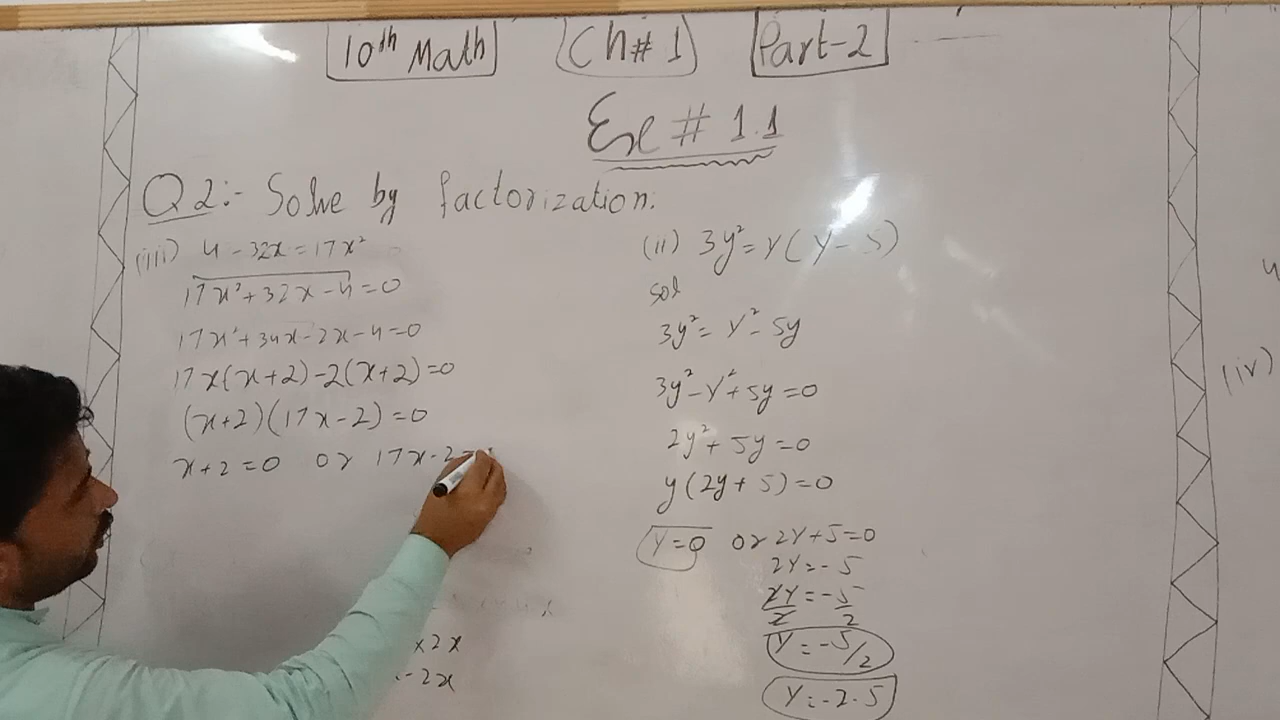 10th Math Ch# 1 Part-2
Ex # 1.1
Q2:- Solve by factorization.
(iii) 4 - 32x = 17x²
17x² + 32x - 4 = 0
17x² + 34x - 2x - 4 = 0
17x(x+2) - 2(x+2) = 0
(x+2)(17x-2) = 0
x+2 = 0 or 17x-2 =
x2x
-2x
(ii) 3y² = y(y-5)
sol
3y² = y² - 5y
3y² - y² + 5y = 0
2y² + 5y = 0
y(2y+5) = 0
y=0 or 2y+5=0
2y = -5
2y/2 = -5/2
y = -5/2
y = -2.5
4
(iv)